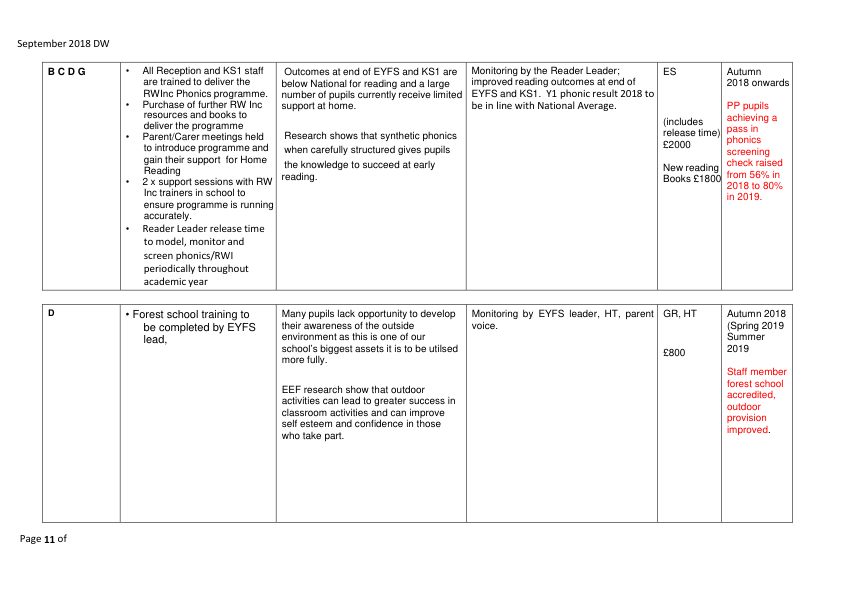 September 2018 DW
B C D G
• All Reception and KS1 staff
are trained to deliver the
RWInc Phonics programme.
• Purchase of further RW Inc
resources and books to
deliver the programme
• Parent/Carer meetings held
to introduce programme and
gain their support  for Home
Reading
• 2 x support sessions with RW
Inc trainers in school to
ensure programme is running
accurately.
• Reader Leader release time
to model, monitor and
screen phonics/RWI
periodically throughout
academic year
Outcomes at end of EYFS and KS1 are
below National for reading and a large
number of pupils currently receive limited
support at home.
Research shows that synthetic phonics
when carefully structured gives pupils
the knowledge to succeed at early
reading.
Monitoring by the Reader Leader;
improved reading outcomes at end of
EYFS and KS1.  Y1 phonic result 2018 to
be in line with National Average.
ES
(includes
release time)
£2000
New reading
Books £1800
Autumn
2018 onwards
PP pupils
achieving a
pass in
phonics
screening
check raised
from 56% in
2018 to 80%
in 2019.
D
• Forest school training to
be completed by EYFS
lead,
Many pupils lack opportunity to develop
their awareness of the outside
environment as this is one of our
school's biggest assets it is to be utilsed
more fully.
EEF research show that outdoor
activities can lead to greater success in
classroom activities and can improve
self esteem and confidence in those
who take part.
Monitoring by EYFS leader, HT, parent
voice.
GR, HT
£800
Autumn 2018
(Spring 2019
Summer
2019
Staff member
forest school
accredited,
outdoor
provision
improved.
Page 11 of